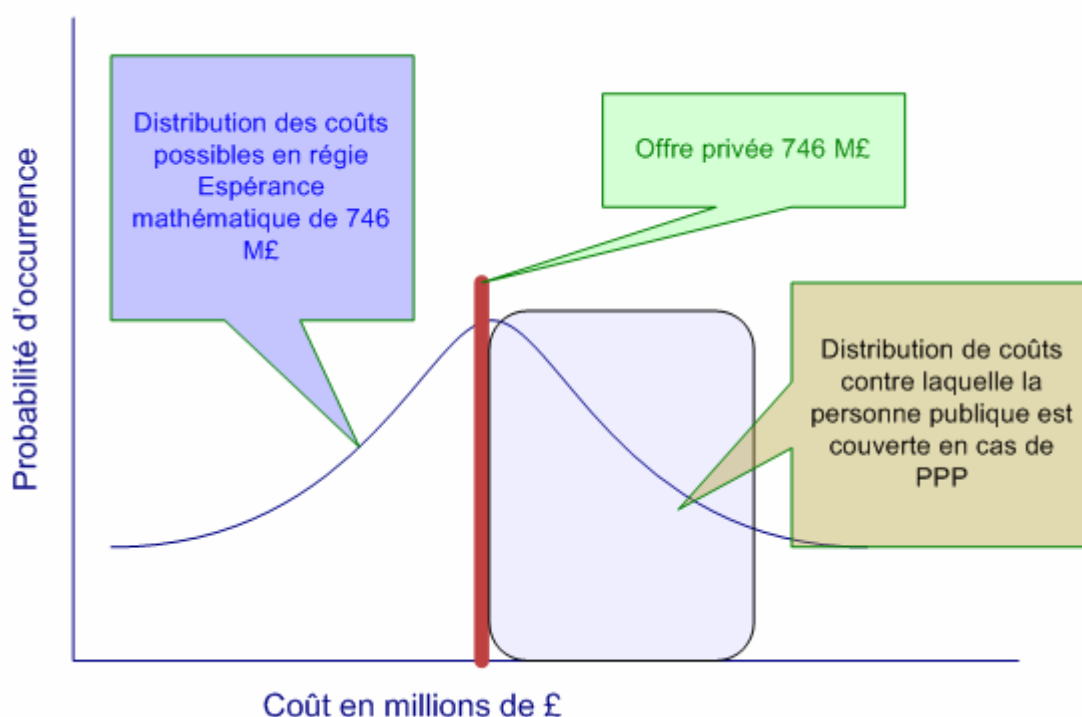 Distribution des coûts
possibles en régie
Espérance
mathématique de 746
M£
Offre privée 746 M£
Distribution de coûts
contre laquelle la
personne publique est
couverte en cas de
PPP
Probabilité d'occurrence
Coût en millions de £